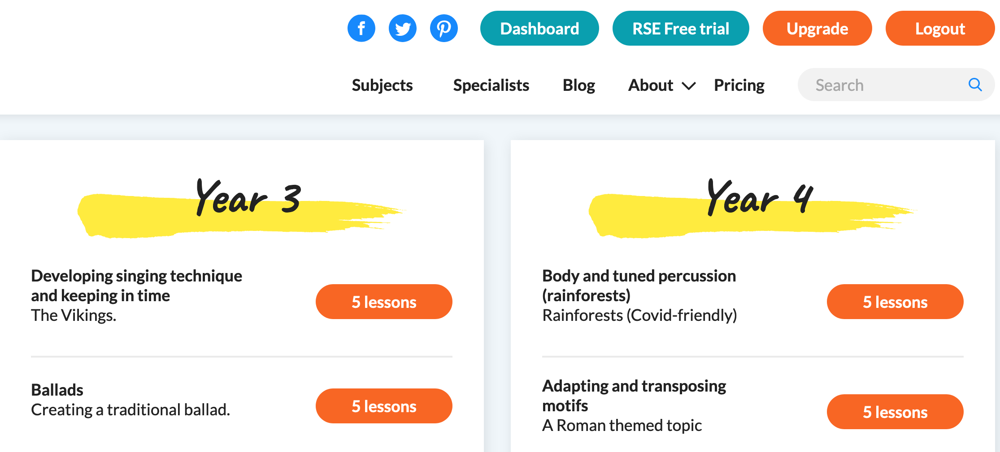 Dashboard
RSE Free trial
Upgrade
Logout
Subjects
Specialists
Blog
About
Pricing
Search
Year 3
Developing singing technique
and keeping in time
The Vikings.
5 lessons
Ballads
Creating a traditional ballad.
5 lessons
Year 4
Body and tuned percussion
(rainforests)
Rainforests (Covid-friendly)
5 lessons
Adapting and transposing
motifs
A Roman themed topic
5 lessons